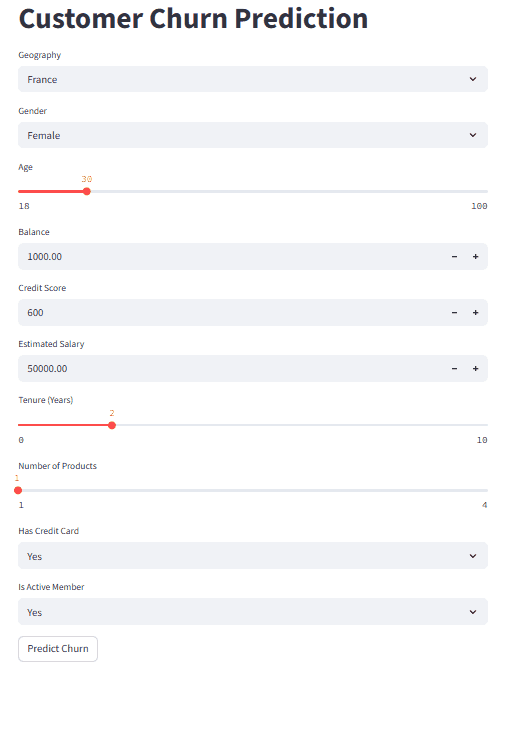 Customer Churn Prediction
Geography
France
Gender
Female
Age
30
18 100
Balance
1000.00 − +
Credit Score
600 − +
Estimated Salary
50000.00 − +
Tenure (Years)
2
0 10
Number of Products
1
1 4
Has Credit Card
Yes
Is Active Member
Yes
Predict Churn